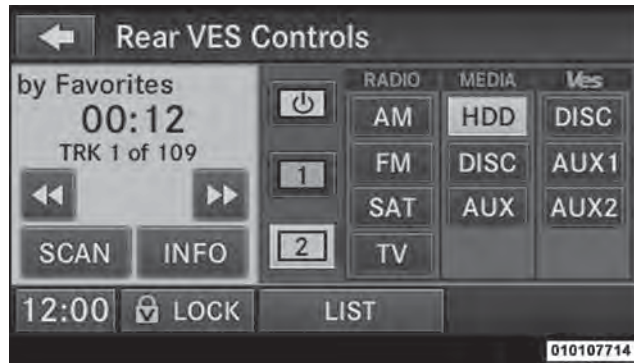 Rear VES Controls
by Favorites
00:12
TRK 1 of 109
SCAN INFO
1
2
RADIO MEDIA Ves
AM HDD DISC
FM DISC AUX1
SAT AUX AUX2
TV
12:00 LOCK LIST
010107714